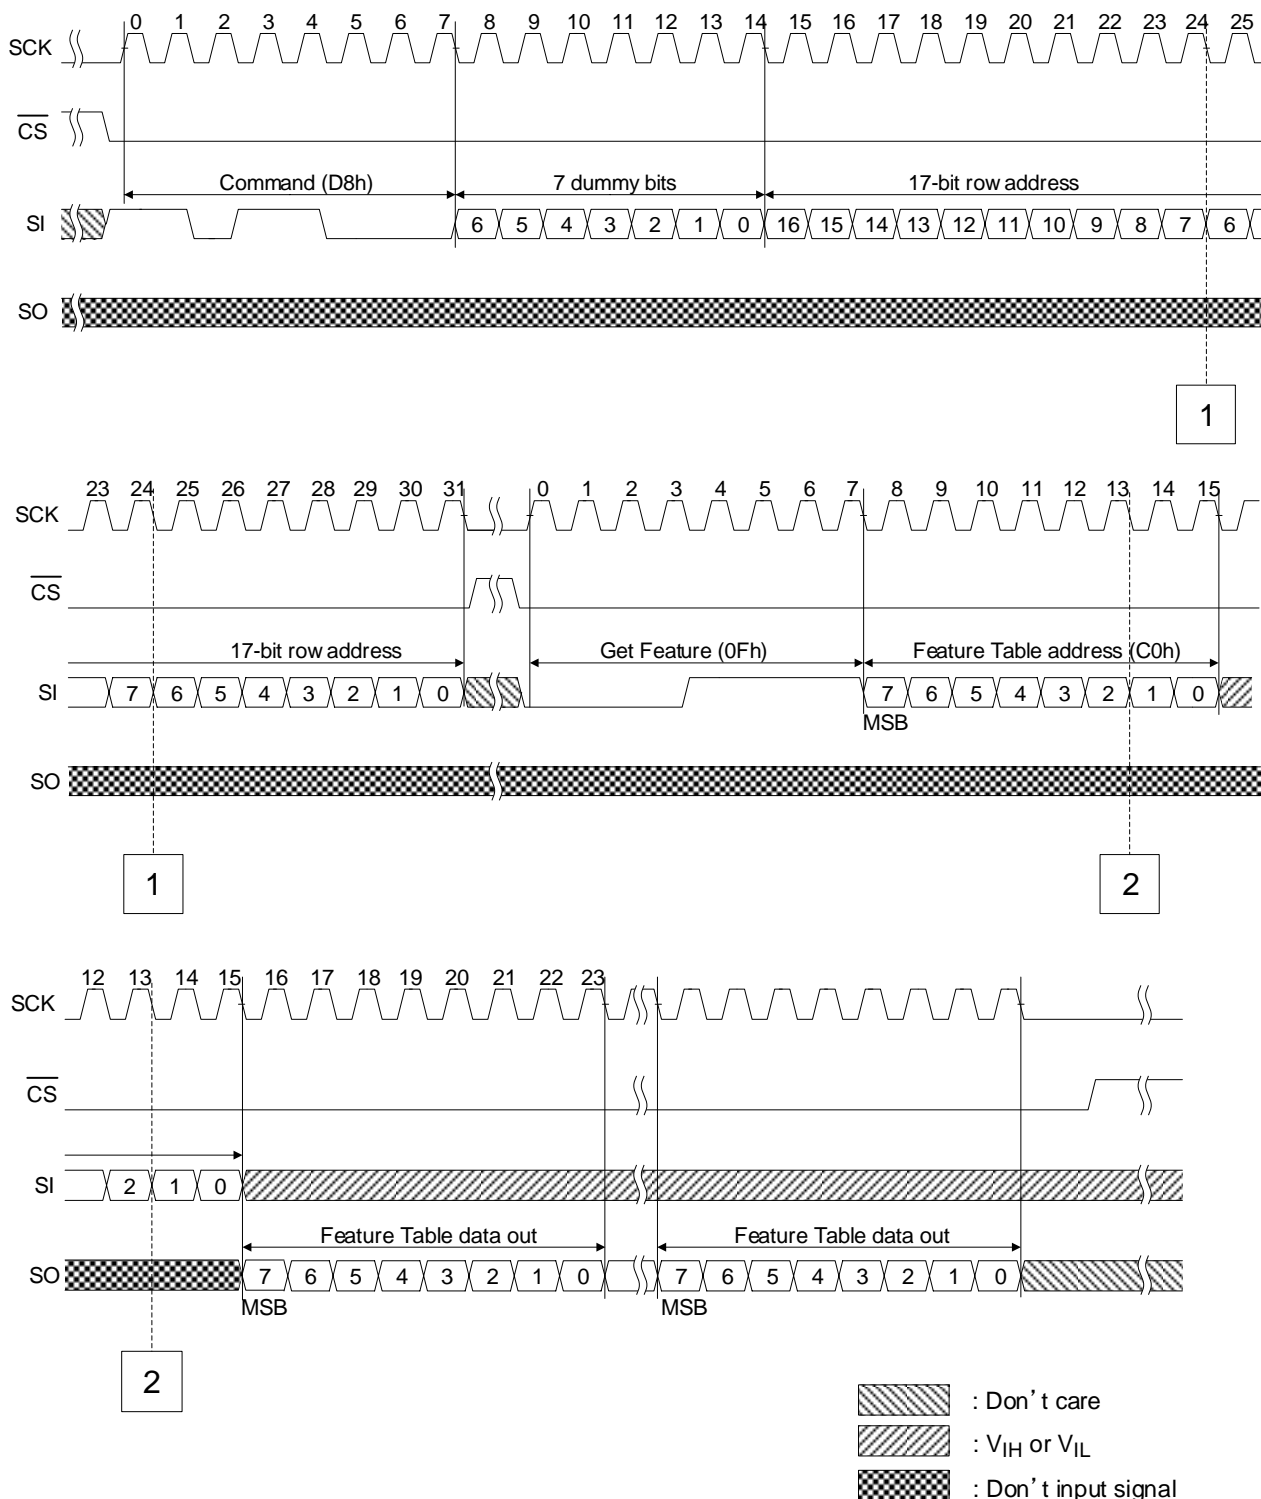 0 1 2 3 4 5 6 7 8 9 10 11 12 13 14 15 16 17 18 19 20 21 22 23 24 25
SCK
CS
Command (D8h) 7 dummy bits 17-bit row address
SI 6 5 4 3 2 1 0 16 15 14 13 12 11 10 9 8 7 6
SO
1
23 24 25 26 27 28 29 30 31 0 1 2 3 4 5 6 7 8 9 10 11 12 13 14 15
SCK
CS
17-bit row address Get Feature (0Fh) Feature Table address (C0h)
SI 7 6 5 4 3 2 1 0 7 6 5 4 3 2 1 0
MSB
SO
1 2
12 13 14 15 16 17 18 19 20 21 22 23
SCK
CS
SI 2 1 0
Feature Table data out Feature Table data out
SO 7 6 5 4 3 2 1 0 7 6 5 4 3 2 1 0
MSB MSB
2
: Don't care
: VIH or VIL
: Don't input signal